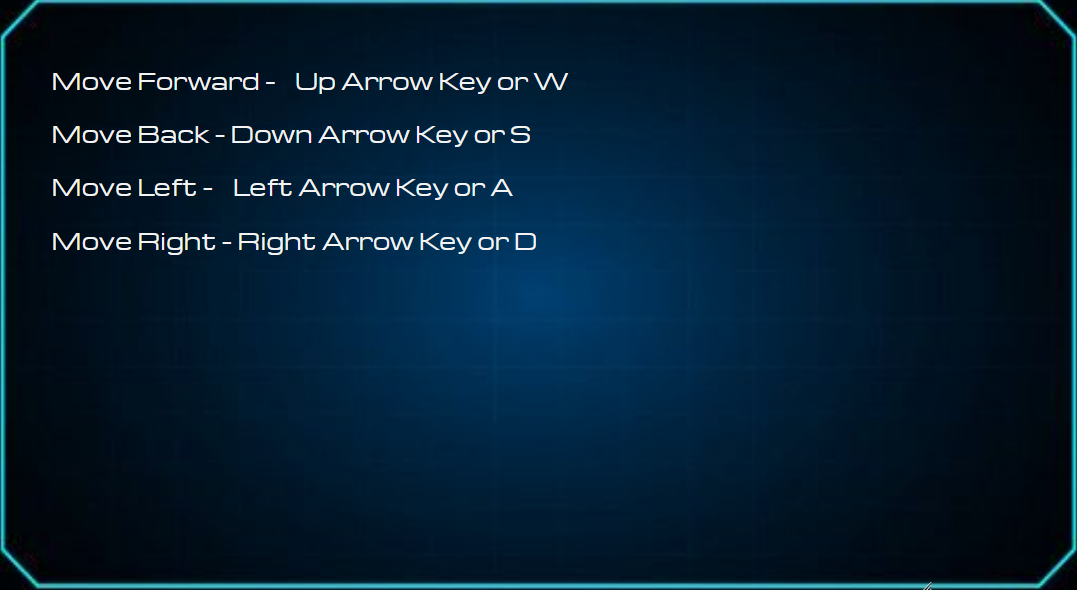 Move Forward - Up Arrow Key or W
Move Back - Down Arrow Key or S
Move Left - Left Arrow Key or A
Move Right - Right Arrow Key or D